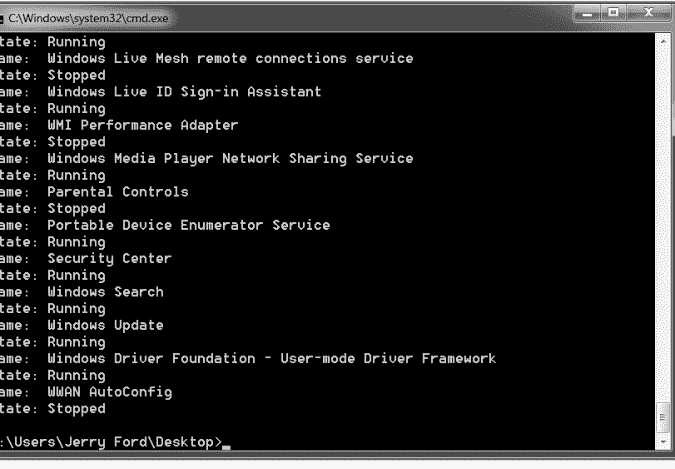 C:\Windows\system32\cmd.exe
tate: Running
ame:  Windows Live Mesh remote connections service
tate: Stopped
ame:  Windows Live ID Sign-in Assistant
tate: Running
ame:  WMI Performance Adapter
tate: Stopped
ame:  Windows Media Player Network Sharing Service
tate: Running
ame:  Parental Controls
tate: Stopped
ame:  Portable Device Enumerator Service
tate: Running
ame:  Security Center
tate: Running
ame:  Windows Search
tate: Running
ame:  Windows Update
tate: Running
ame:  Windows Driver Foundation - User-mode Driver Framework
tate: Running
ame:  WWAN AutoConfig
tate: Stopped
:\Users\Jerry Ford\Desktop>_